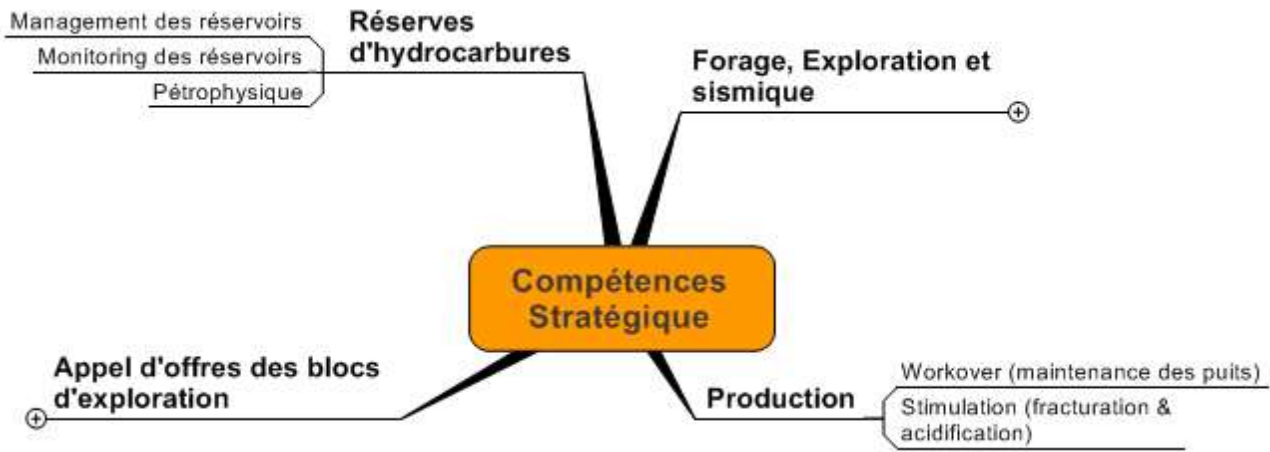 Management des réservoirs
Monitoring des réservoirs
Pétrophysique
Réserves
d'hydrocarbures
Forage, Exploration et
sismique
Compétences
Stratégique
Appel d'offres des blocs
d'exploration
Production
Workover (maintenance des puits)
Stimulation (fracturation &
acidification)